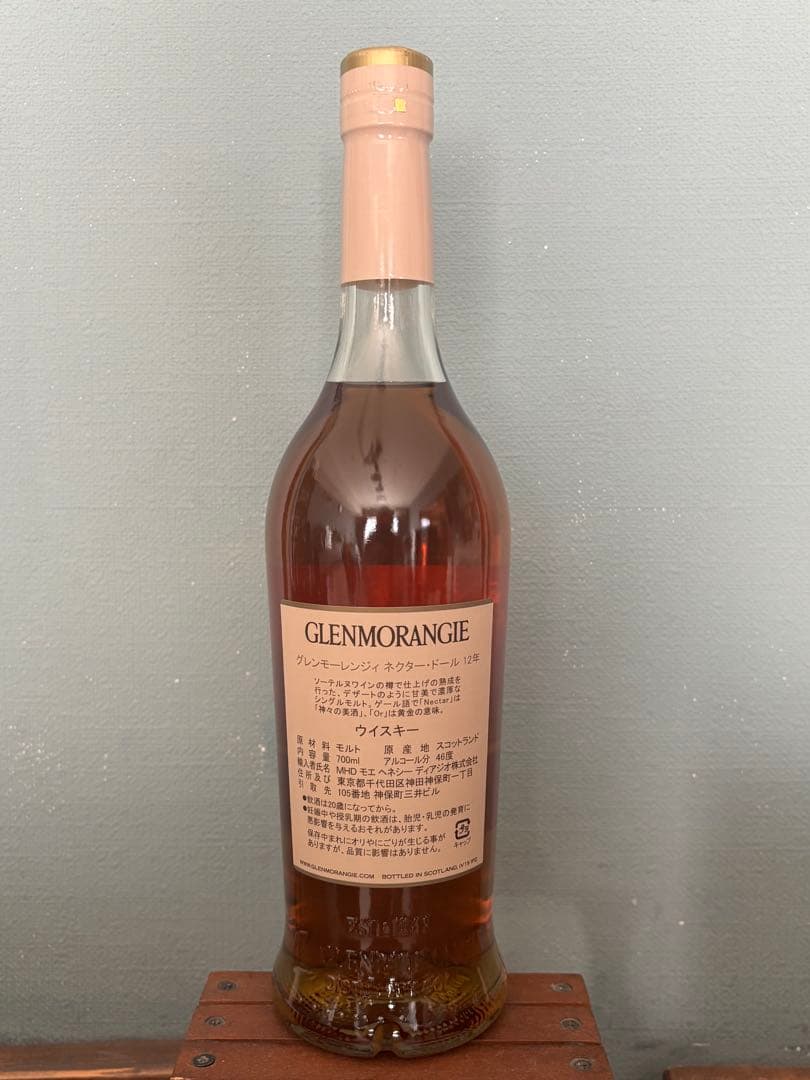 GLENMORANGIE
グレンモーレンジィ ネクター・ドール 12年
ソーテルヌワインの樽で仕上げの熟成を
行った、デザートのように甘美で濃厚な
シングルモルト。ゲール語で「Nectar」は
「神々の美酒」、「Or」は黄金の意味。
ウイスキー
原材料 モルト 原産地 スコットランド
内容量 700ml アルコール分 46度
輸入者氏名 MHD モエ ヘネシー ディアジオ株式会社
住所及び 東京都千代田区神田神保町一丁目
引取先 105番地 神保町三井ビル
●飲酒は20歳になってから。
●妊娠中や授乳期の飲酒は、胎児・乳児の発育に
悪影響を与えるおそれがあります。
保存中まれにオリやにごりが生じる事が
ありますが、品質に影響はありません。
キャップ
WWW.GLENMORANGIE.COM BOTTLED IN SCOTLAND.